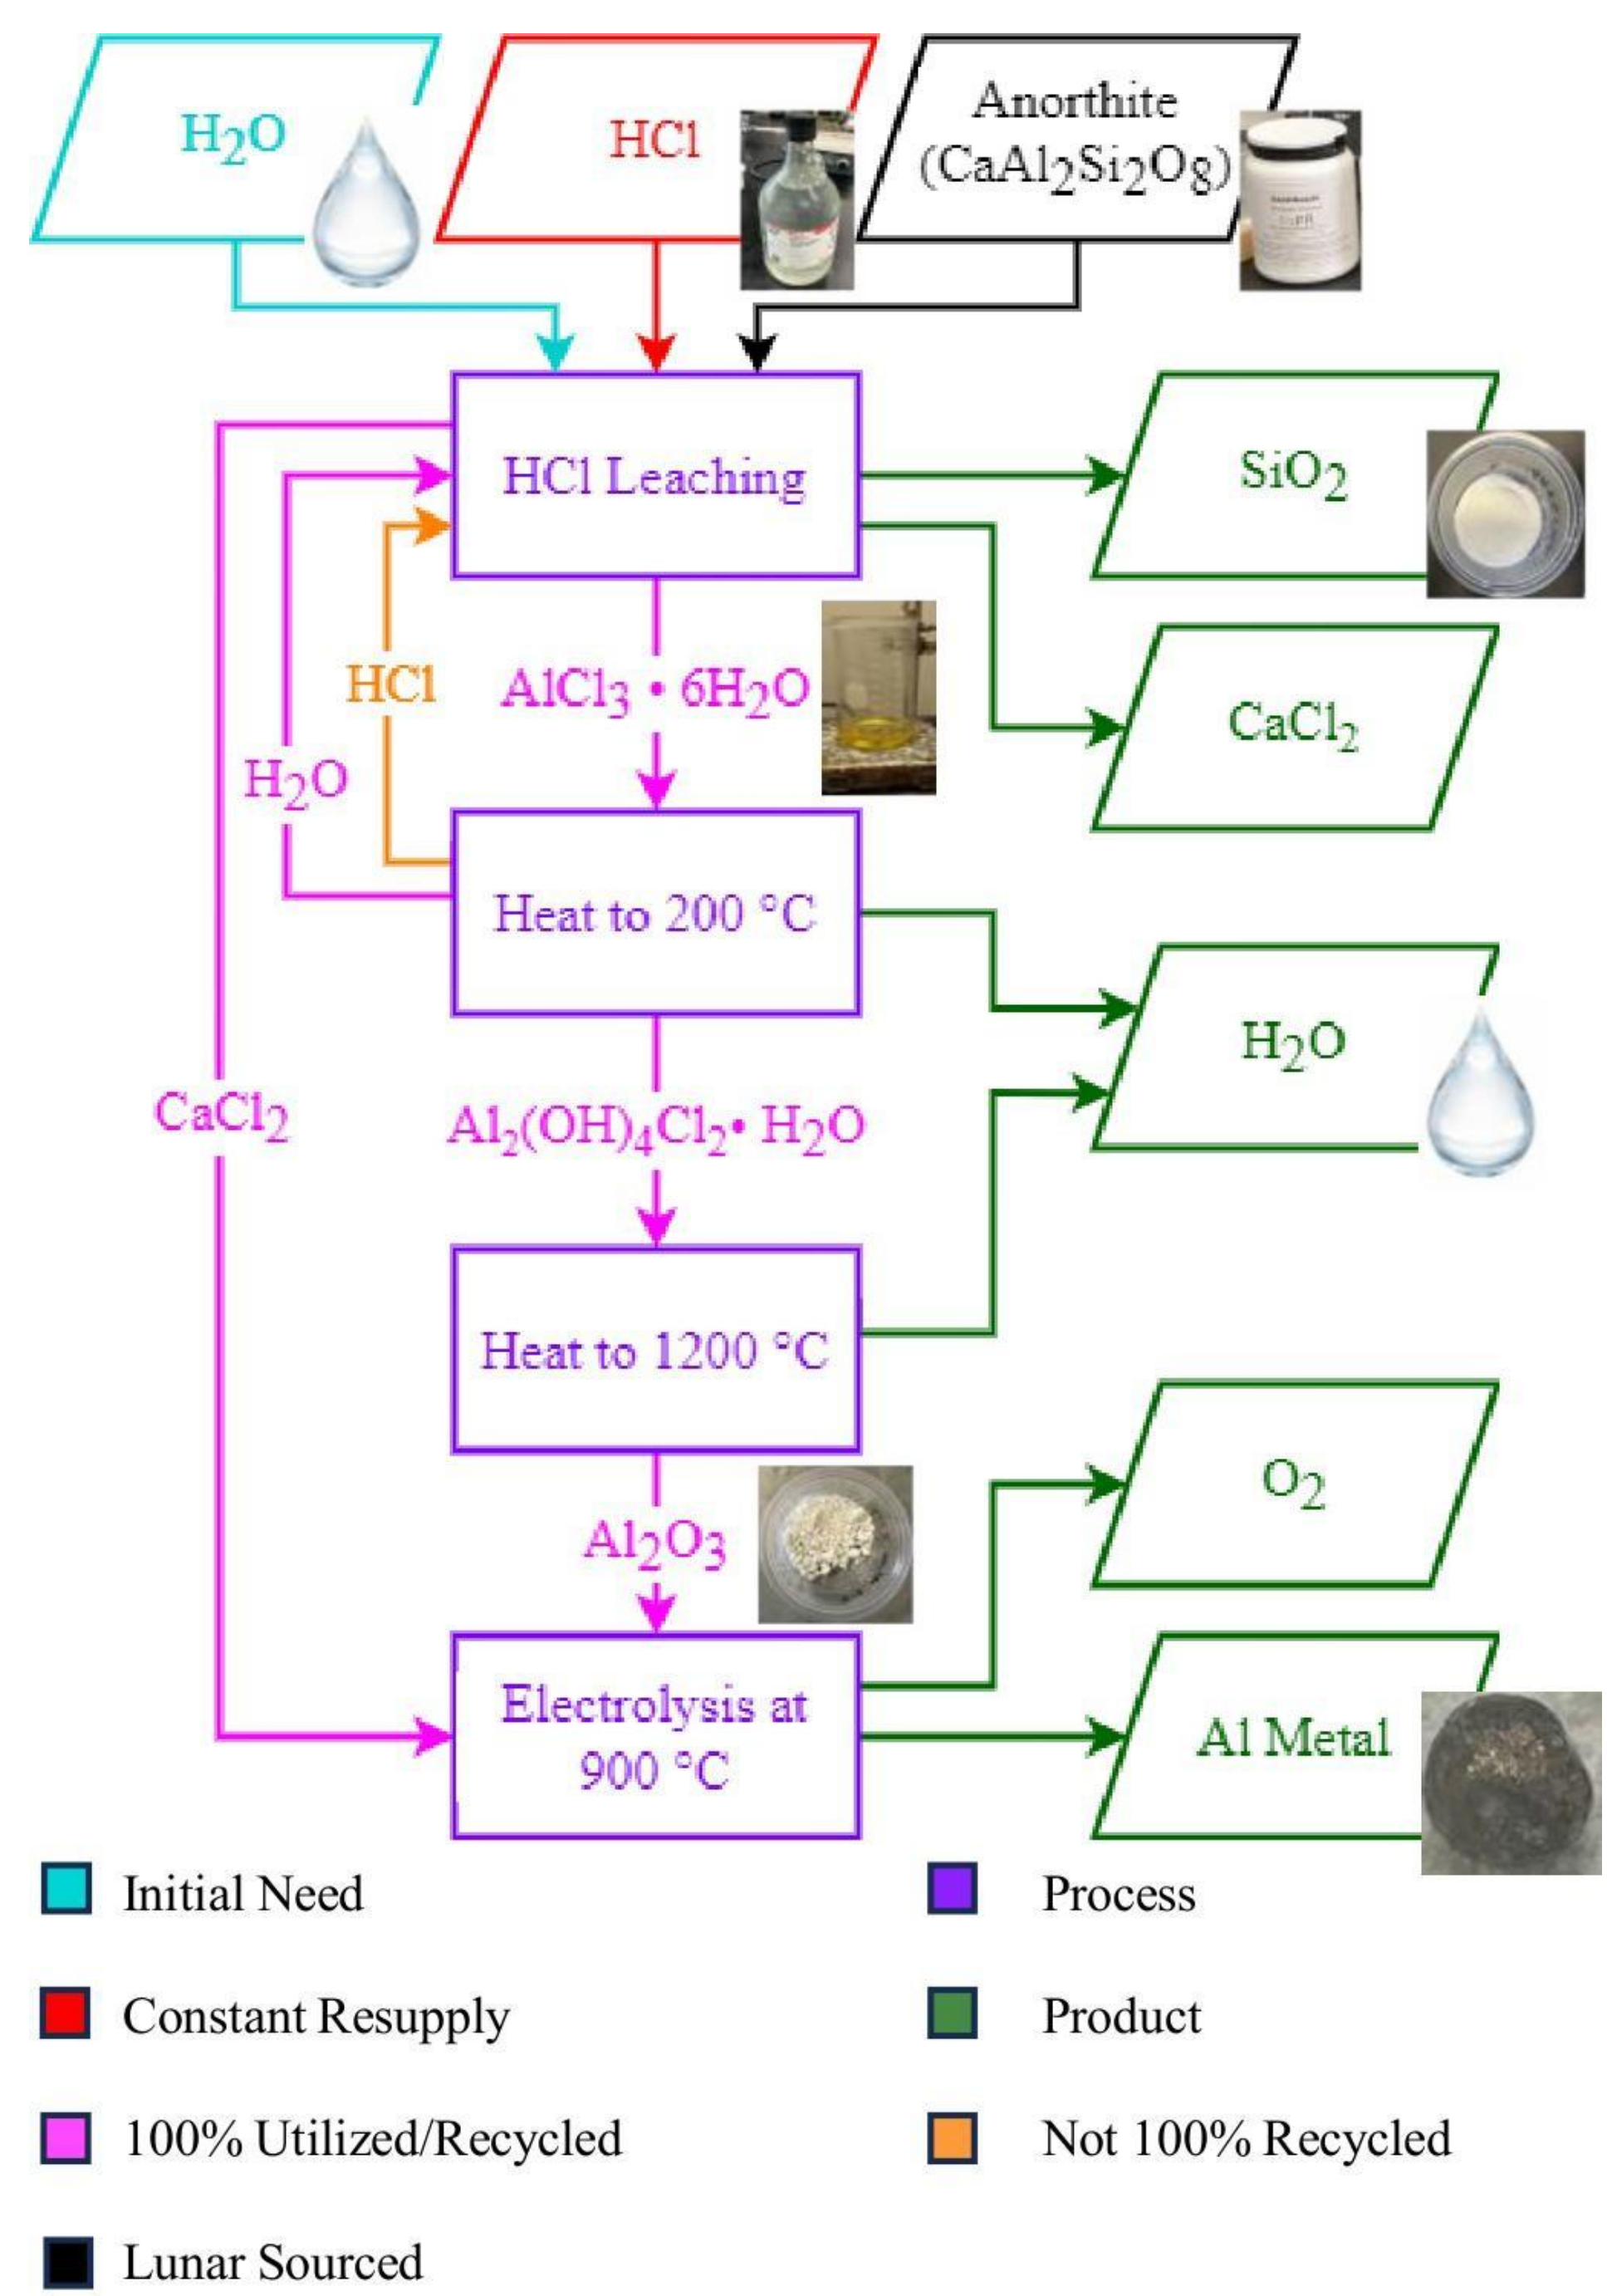 H₂O
HCl
Anorthite
(CaAl₂Si₂O₈)
HCl Leaching
SiO₂
HCl
AlCl₃ • 6H₂O
CaCl₂
H₂O
Heat to 200 °C
H₂O
CaCl₂
Al₂(OH)₄Cl₂• H₂O
Heat to 1200 °C
O₂
Al₂O₃
Electrolysis at
900 °C
Al Metal
Initial Need
Process
Constant Resupply
Product
100% Utilized/Recycled
Not 100% Recycled
Lunar Sourced